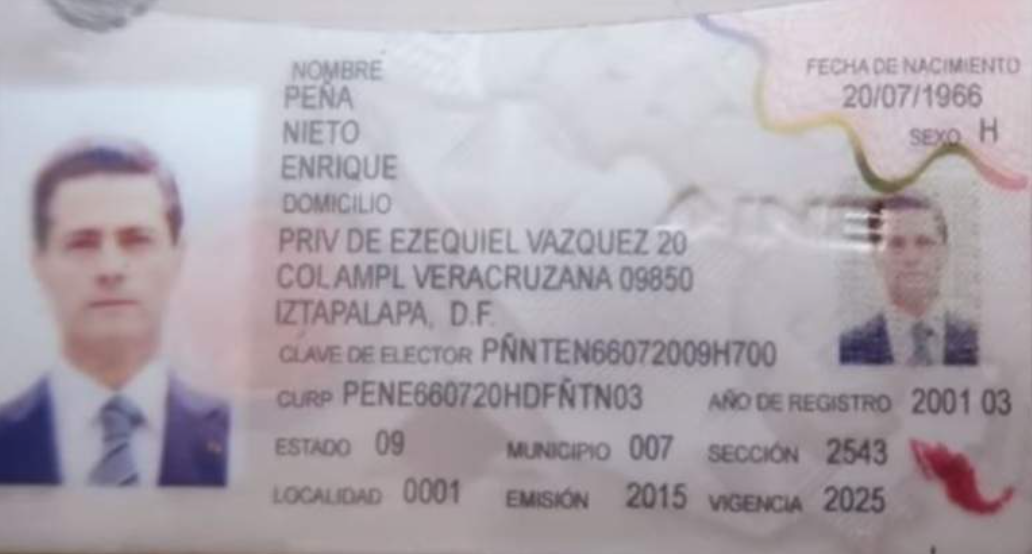 NOMBRE
PEÑA
NIETO
ENRIQUE
FECHA DE NACIMIENTO
20/07/1966
SEXO H
DOMICILIO
PRIV DE EZEQUIEL VAZQUEZ 20
COL AMPL VERACRUZANA 09850
IZTAPALAPA, D.F.
CLAVE DE ELECTOR PÑNTEN66072009H700
CURP PENE660720HDFÑTN03 AÑO DE REGISTRO 2001 03
ESTADO 09 MUNICIPIO 007 SECCIÓN 2543
LOCALIDAD 0001 EMISIÓN 2015 VIGENCIA 2025